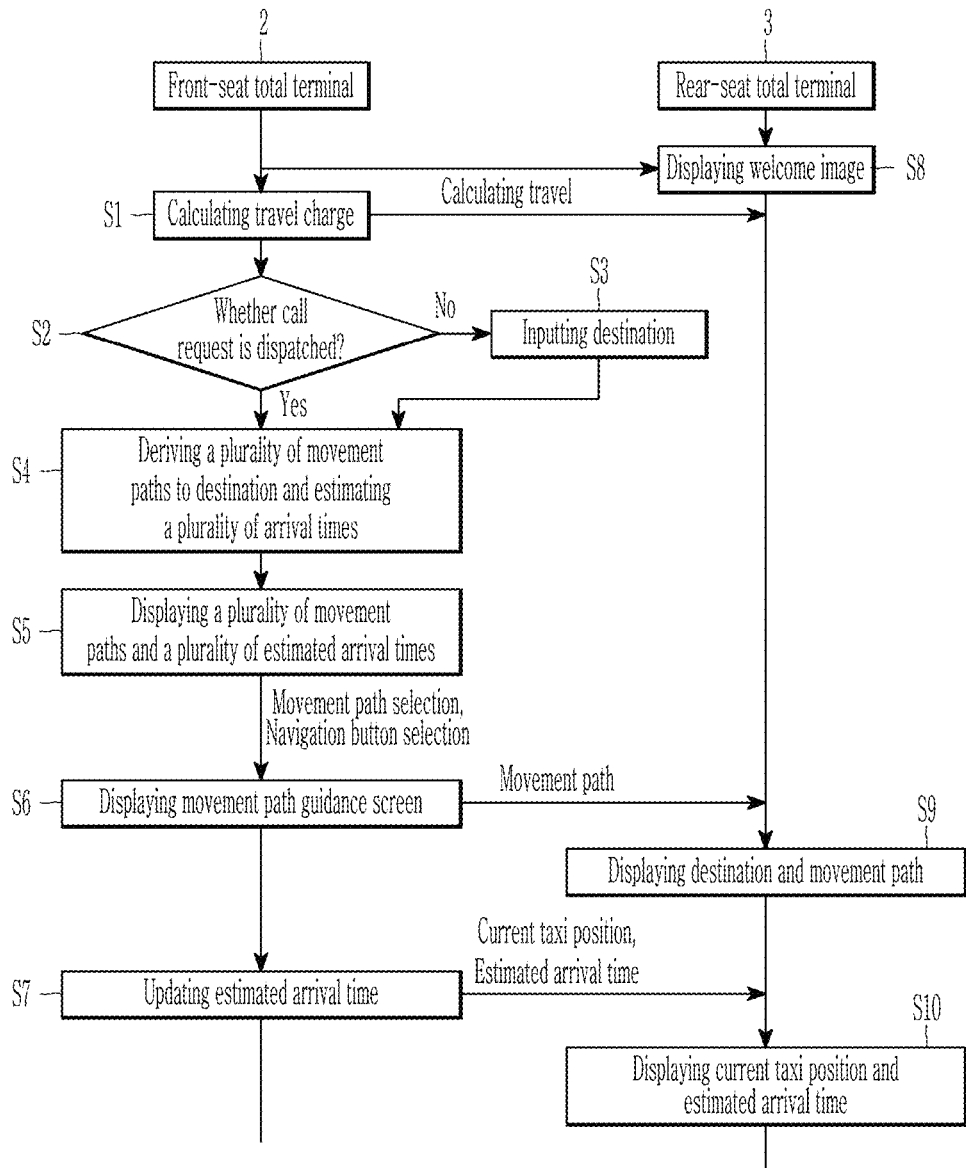 2
3
Front-seat total terminal
Rear-seat total terminal
Displaying welcome image
S8
S1
Calculating travel charge
Calculating travel
S2
Whether call
request is dispatched?
No
S3
Inputting destination
Yes
S4
Deriving a plurality of movement
paths to destination and estimating
a plurality of arrival times
S5
Displaying a plurality of movement
paths and a plurality of estimated arrival times
Movement path selection,
Navigation button selection
S6
Displaying movement path guidance screen
Movement path
S9
Displaying destination and movement path
Current taxi position,
Estimated arrival time
S7
Updating estimated arrival time
S10
Displaying current taxi position and
estimated arrival time